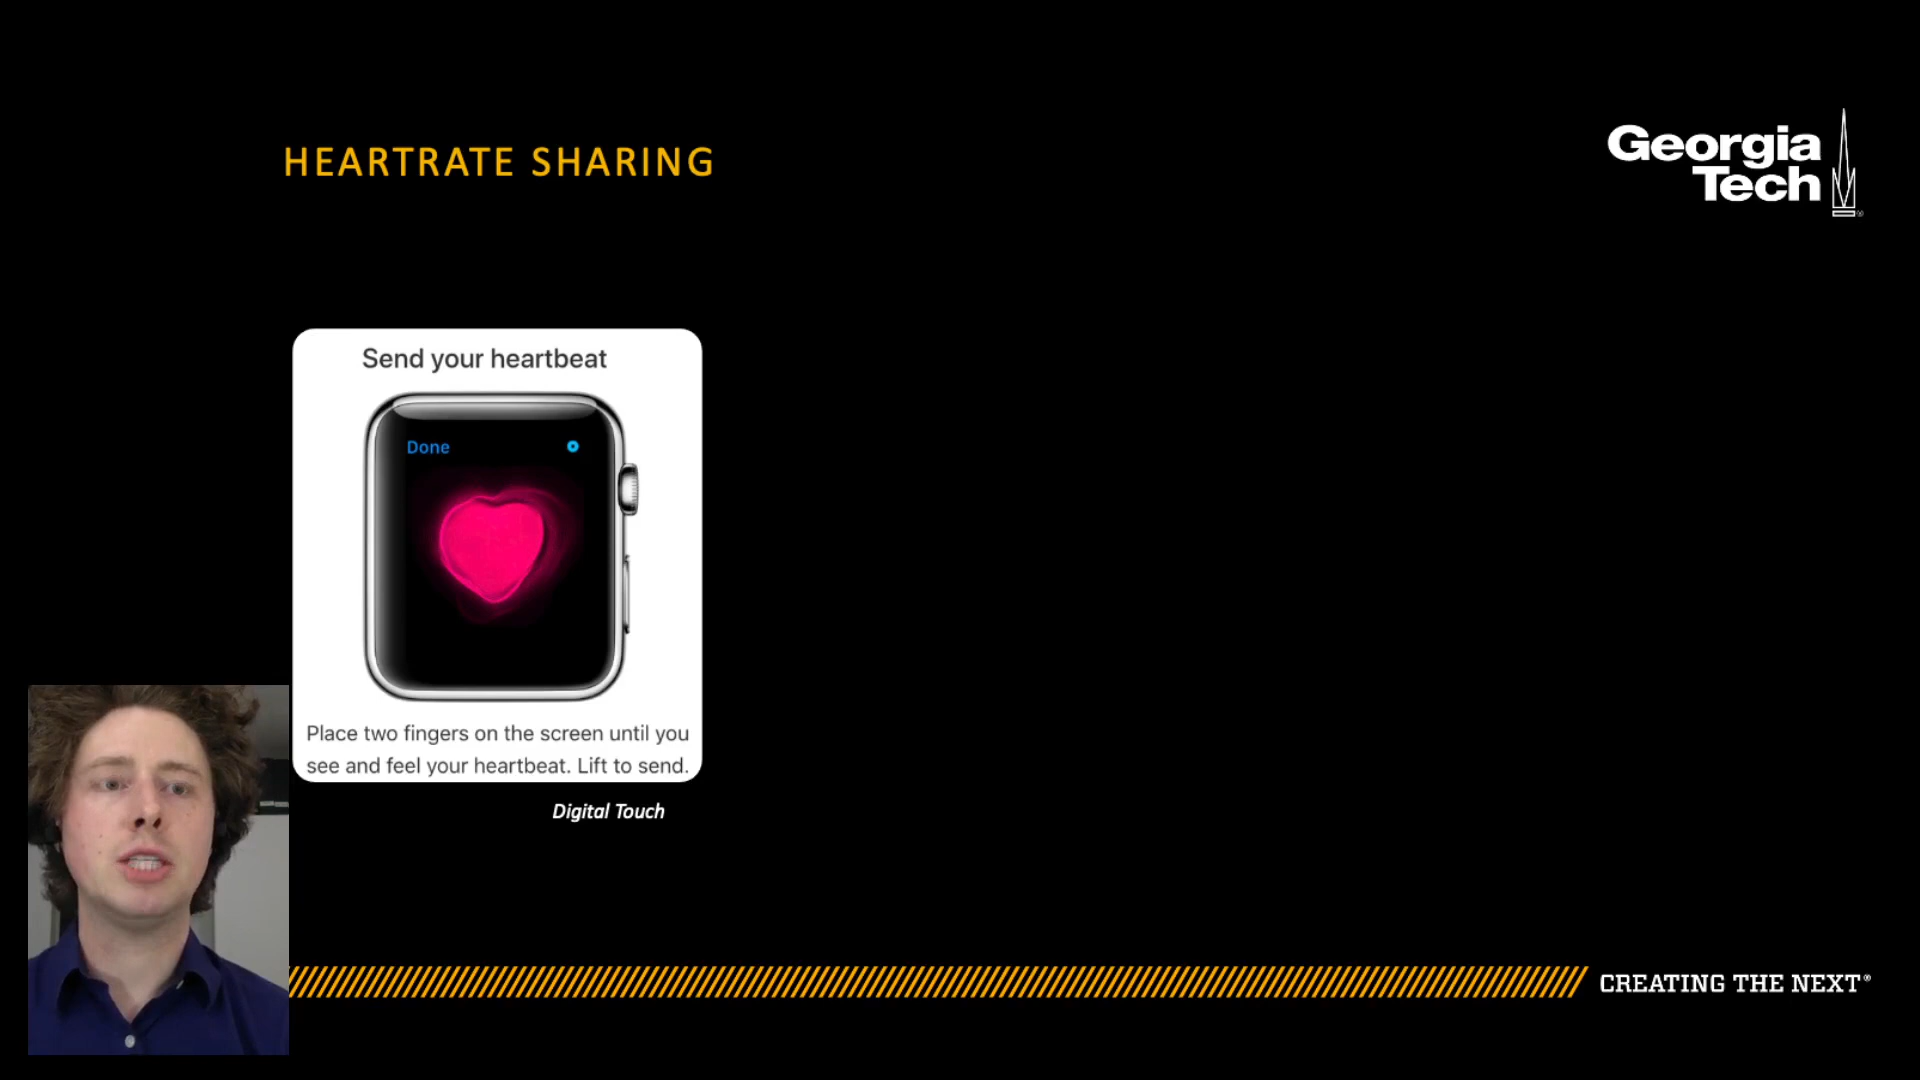 HEARTRATE SHARING
Georgia
Tech
Send your heartbeat
Done
Place two fingers on the screen until you
see and feel your heartbeat. Lift to send.
Digital Touch
CREATING THE NEXT®